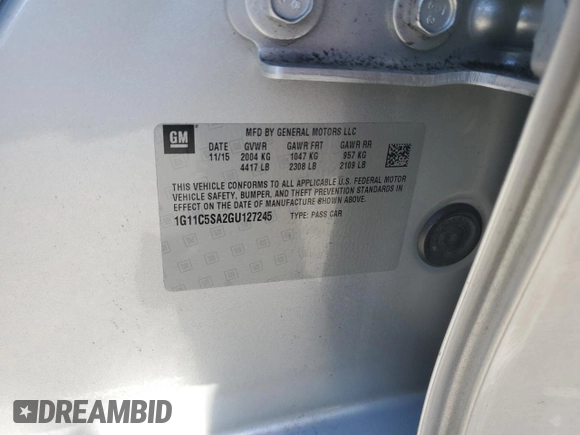 GM
MFD BY GENERAL MOTORS LLC
DATE GVWR GAWR FRT GAWR RR
11/15 2004 KG 1047 KG 957 KG
4417 LB 2308 LB 2109 LB
THIS VEHICLE CONFORMS TO ALL APPLICABLE U.S. FEDERAL MOTOR
VEHICLE SAFETY, BUMPER, AND THEFT PREVENTION STANDARDS IN
EFFECT ON THE DATE OF MANUFACTURE SHOWN ABOVE.
1G11C5SA2GU127245 TYPE: PASS CAR
DREAMBID